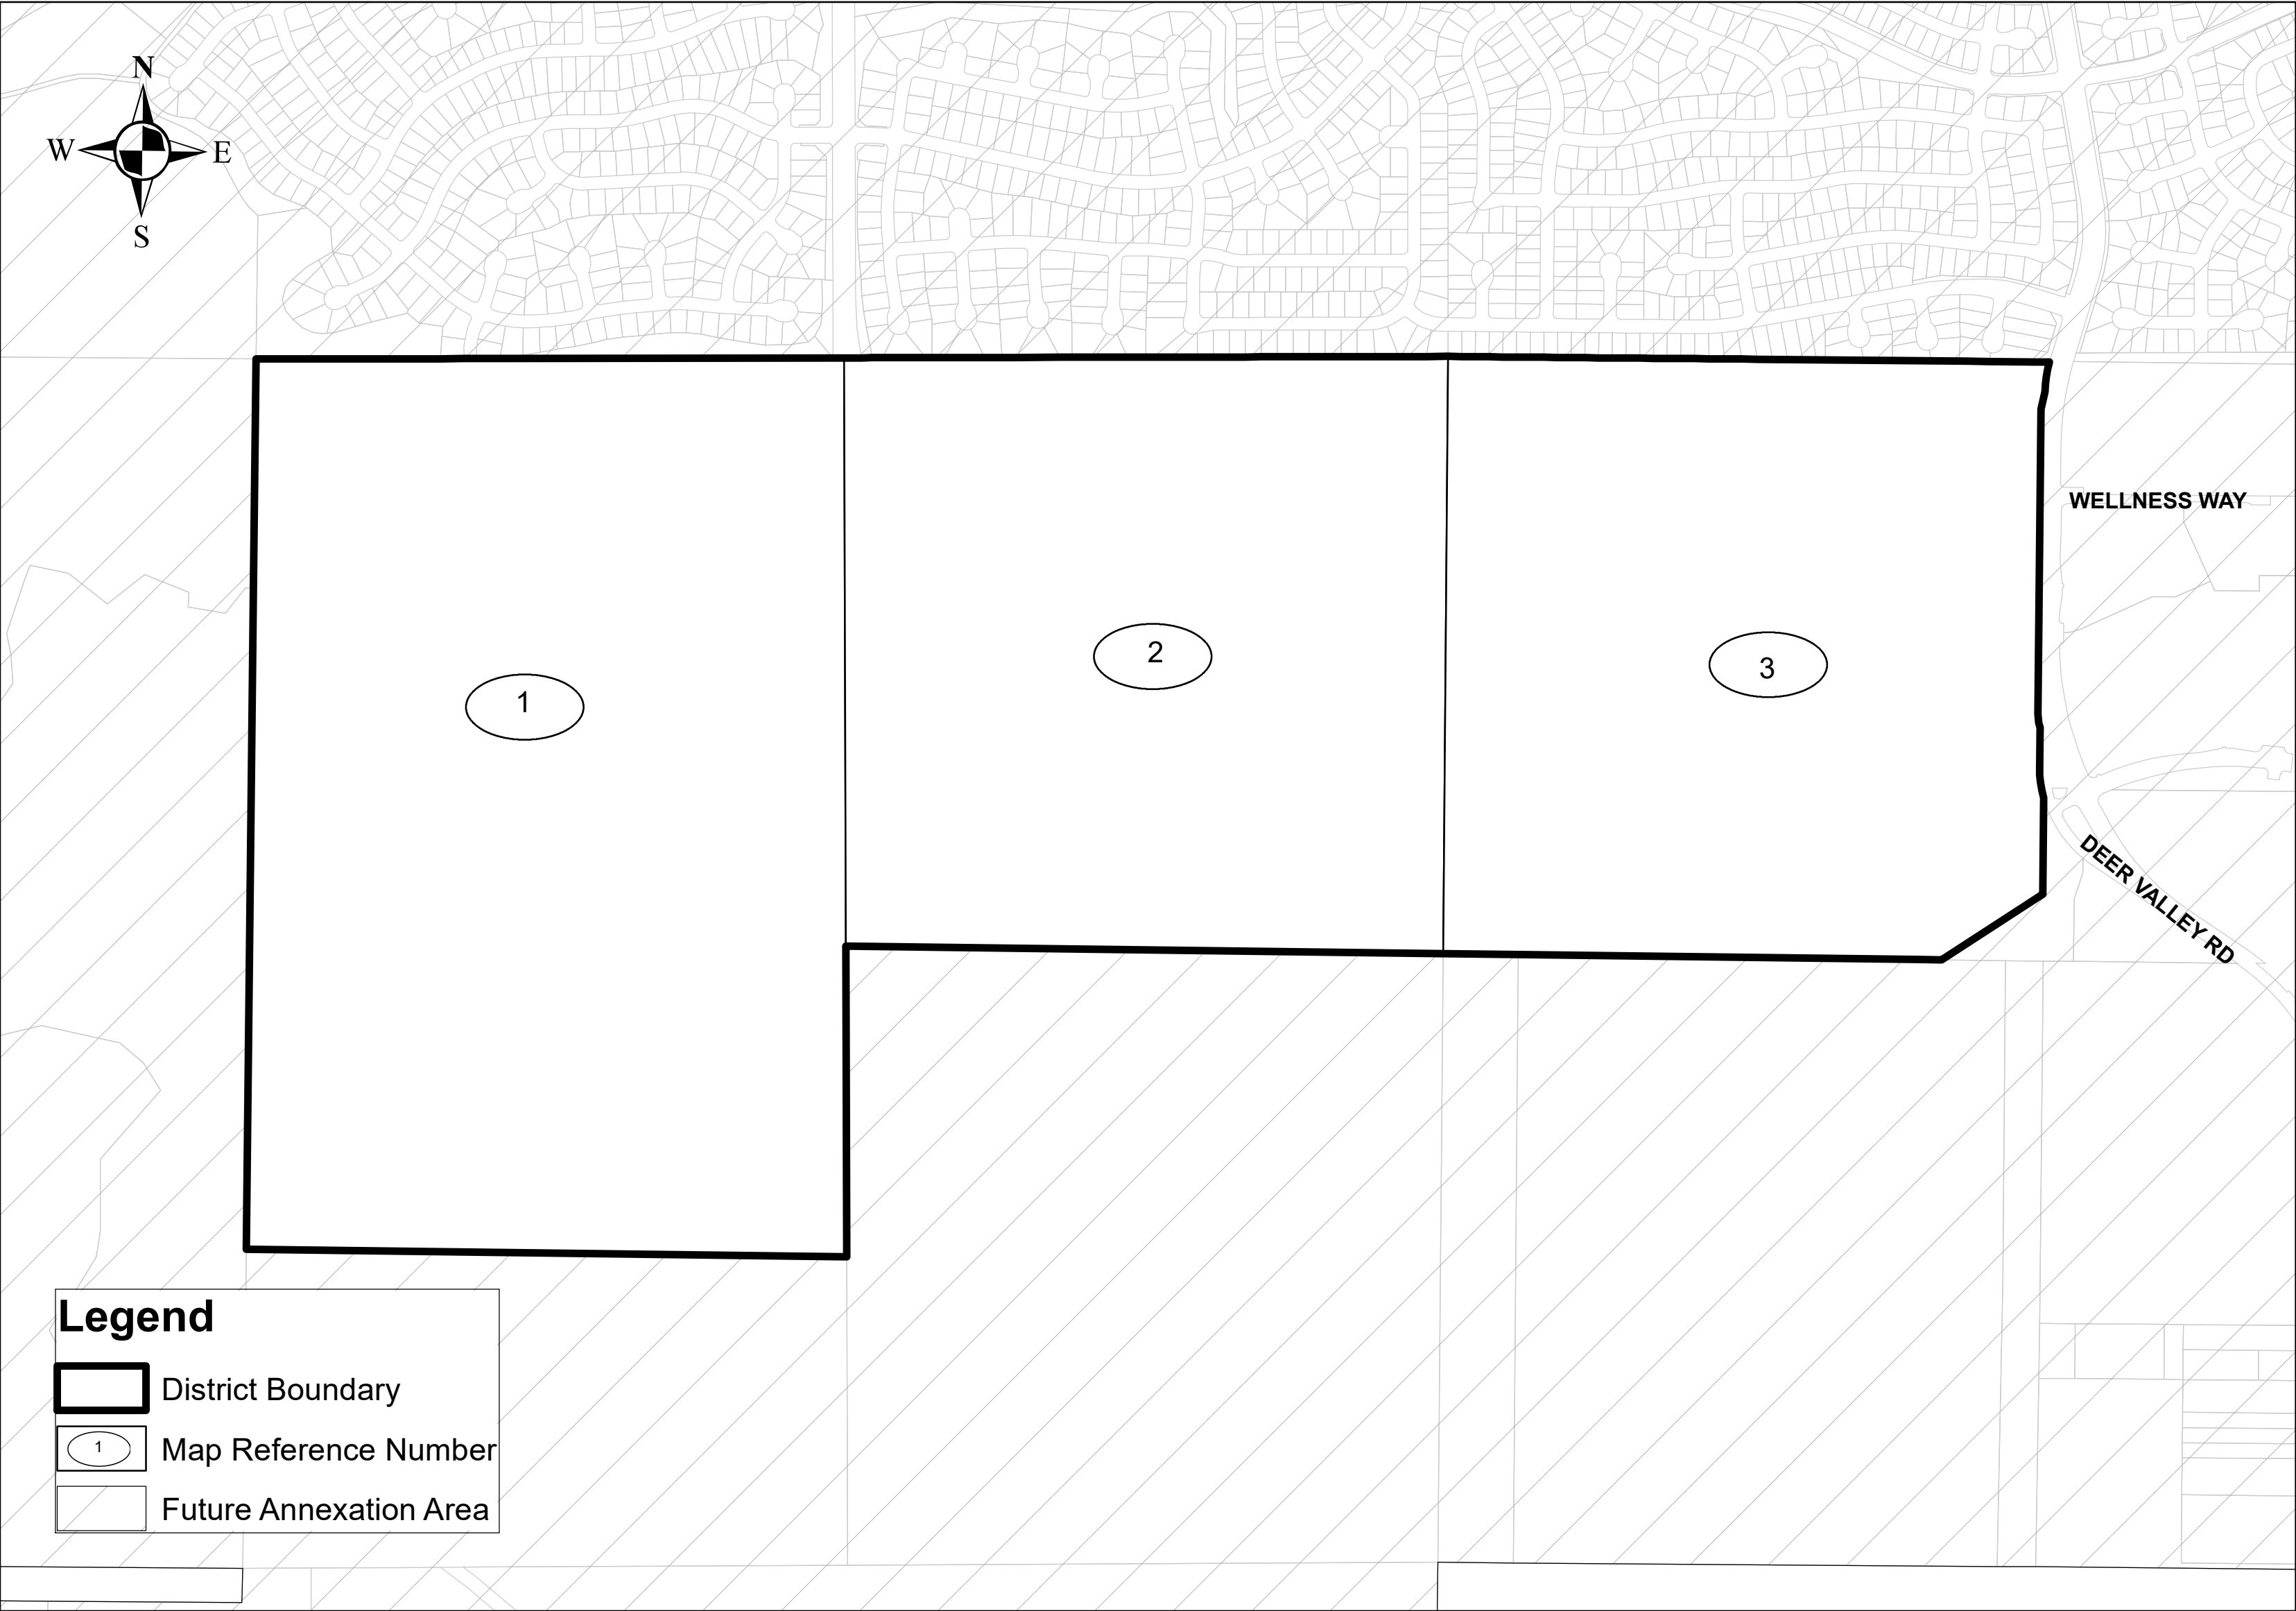 N
W
E
S
WELLNESS WAY
2
3
1
DEER VALLEY RD
Legend
District Boundary
1
Map Reference Number
Future Annexation Area